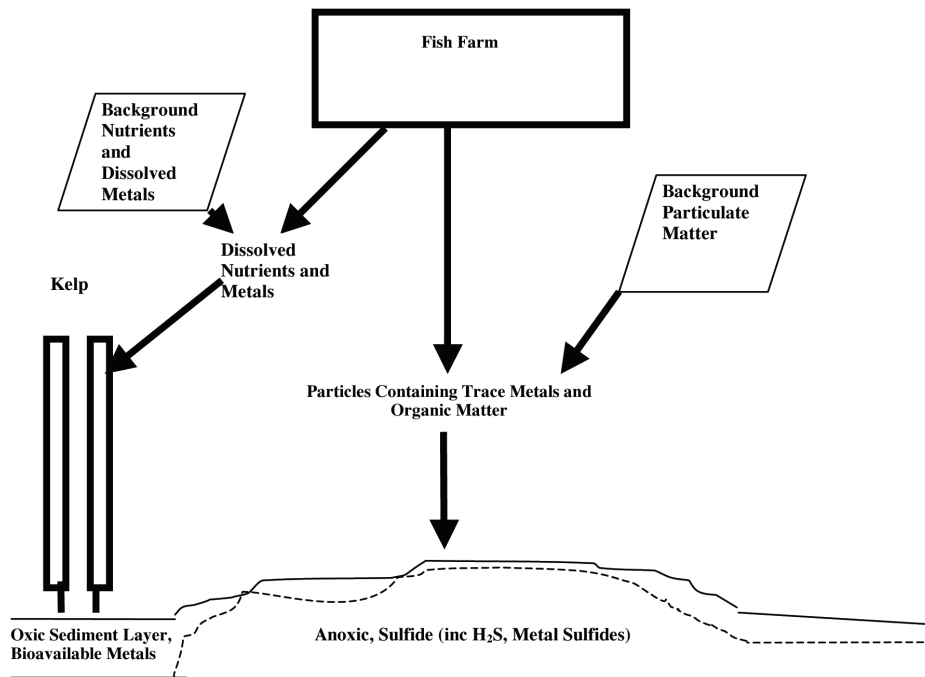 Fish Farm
Background
Nutrients
and
Dissolved
Metals
Background
Particulate
Matter
Dissolved
Nutrients and
Metals
Kelp
Particles Containing Trace Metals and
Organic Matter
Oxic Sediment Layer,
Bioavailable Metals
Anoxic, Sulfide (inc H₂S, Metal Sulfides)